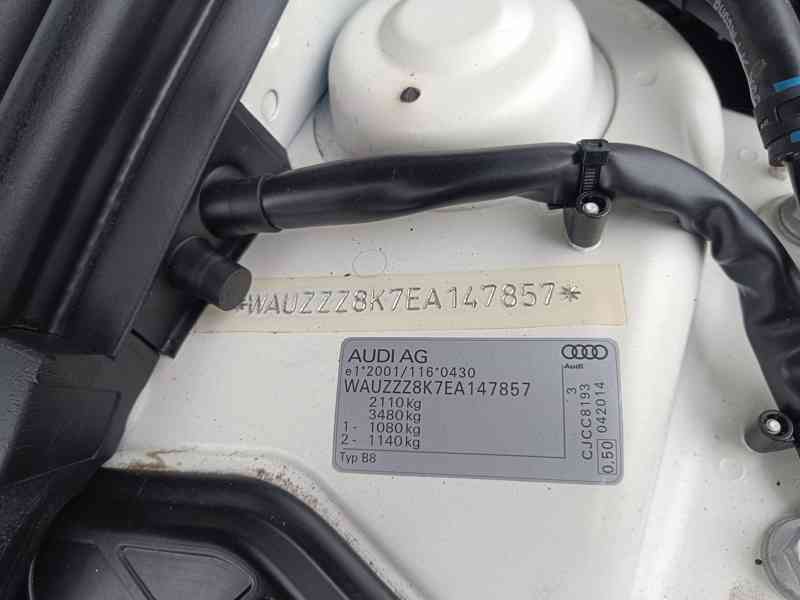 *WAUZZZ8K7EA147857*
AUDI AG
Audi
e1*2001/116*0430
WAUZZZ8K7EA147857
2110kg
3480kg
1- 1080kg
2- 1140kg
Typ B8
3
CJCC8193
0.50 042014